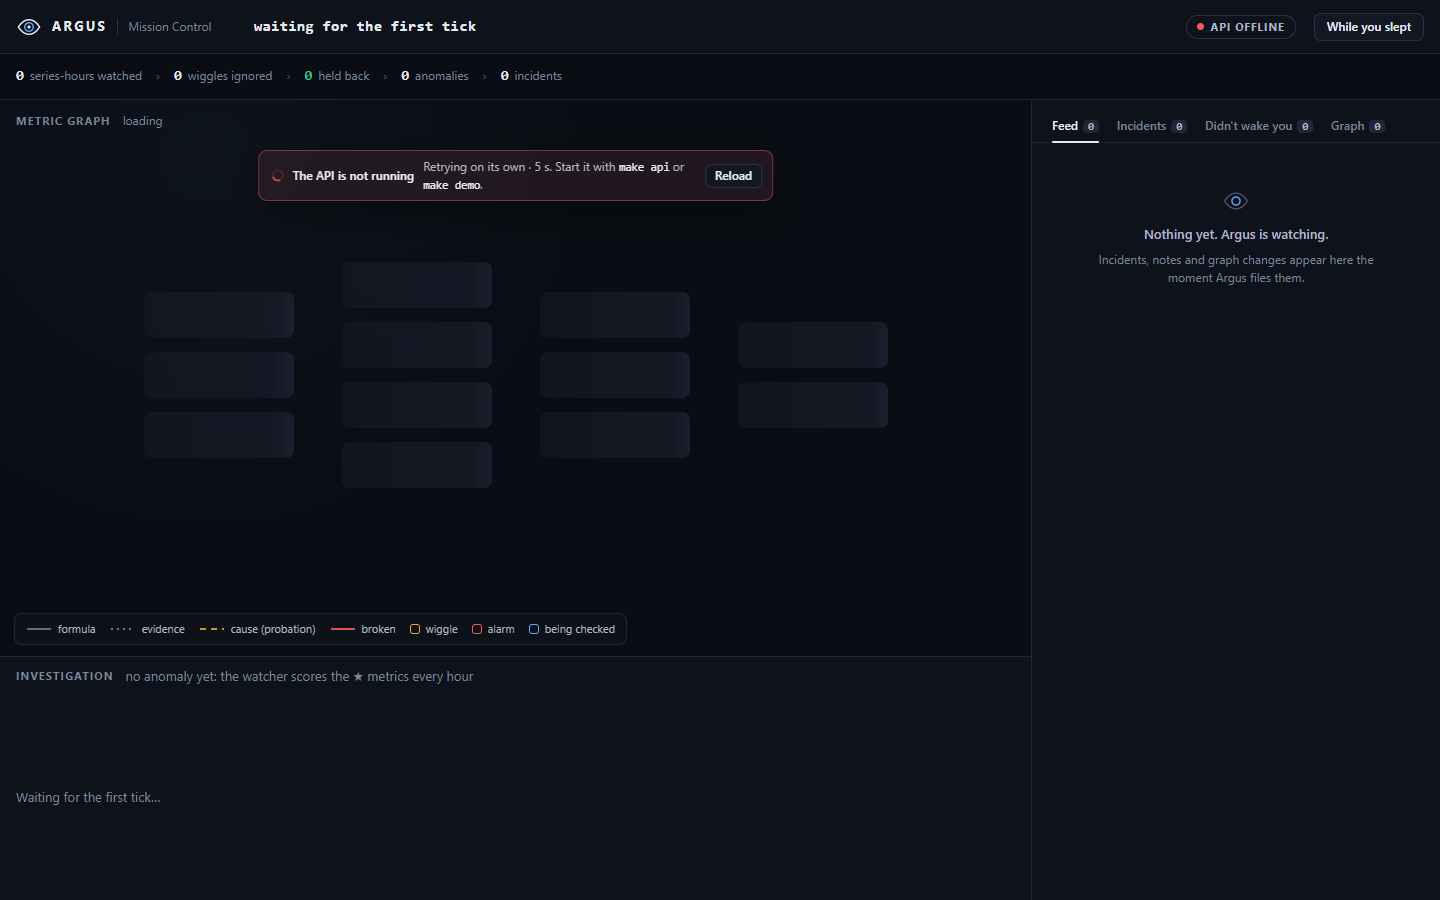 ARGUS Mission Control waiting for the first tick API OFFLINE While you slept
0 series-hours watched › 0 wiggles ignored › 0 held back › 0 anomalies › 0 incidents
METRIC GRAPH loading
The API is not running Retrying on its own · 5 s. Start it with make api or make demo. Reload
formula evidence cause (probation) broken wiggle alarm being checked
INVESTIGATION no anomaly yet: the watcher scores the ★ metrics every hour
Waiting for the first tick...
Feed 0 Incidents 0 Didn't wake you 0 Graph 0
Nothing yet. Argus is watching.
Incidents, notes and graph changes appear here the
moment Argus files them.